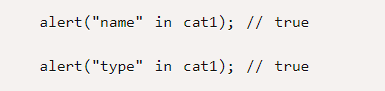 alert("name" in cat1); // true
alert("type" in cat1); // true